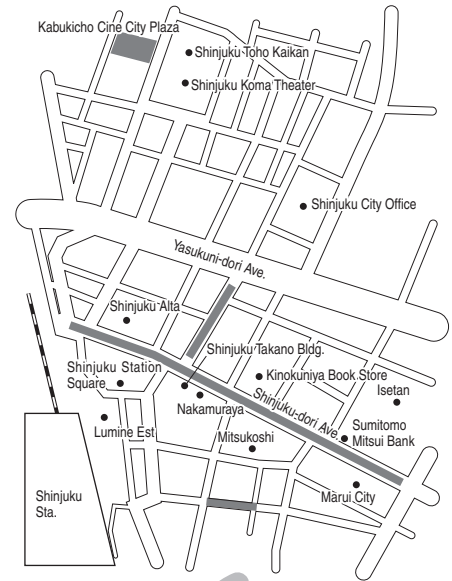 Kabukicho Cine City Plaza
Shinjuku Toho Kaikan
Shinjuku Koma Theater
Shinjuku City Office
Yasukuni-dori Ave.
Shinjuku Alta
Shinjuku Takano Bldg.
Shinjuku Station
Square
Kinokuniya Book Store
Isetan
Nakamuraya
Shinjuku-dori Ave.
Lumine Est
Mitsukoshi
Sumitomo
Mitsui Bank
Shinjuku
Sta.
Marui City